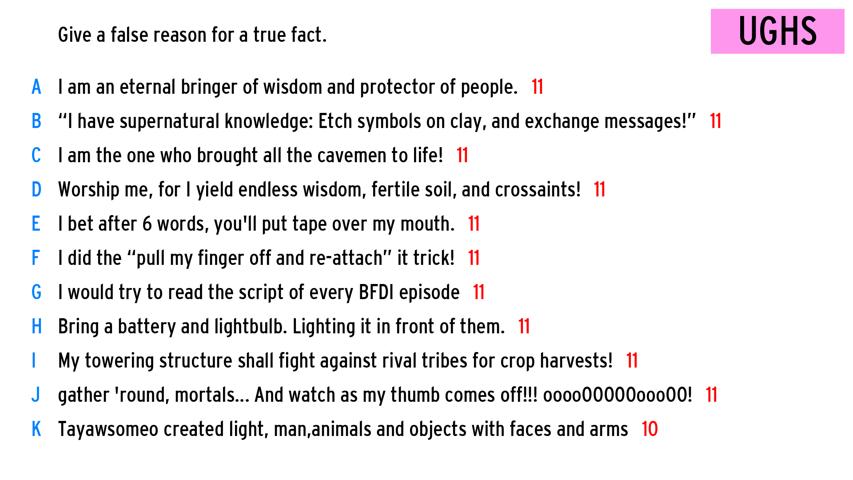 Give a false reason for a true fact.
UGHS
A I am an eternal bringer of wisdom and protector of people. 11
B “I have supernatural knowledge: Etch symbols on clay, and exchange messages!” 11
C I am the one who brought all the cavemen to life! 11
D Worship me, for I yield endless wisdom, fertile soil, and crossaints! 11
E I bet after 6 words, you'll put tape over my mouth. 11
F I did the “pull my finger off and re-attach” it trick! 11
G I would try to read the script of every BFDI episode 11
H Bring a battery and lightbulb. Lighting it in front of them. 11
I My towering structure shall fight against rival tribes for crop harvests! 11
J gather 'round, mortals... And watch as my thumb comes off!!! oooo00000ooo00! 11
K Tayawsomeo created light, man,animals and objects with faces and arms 10